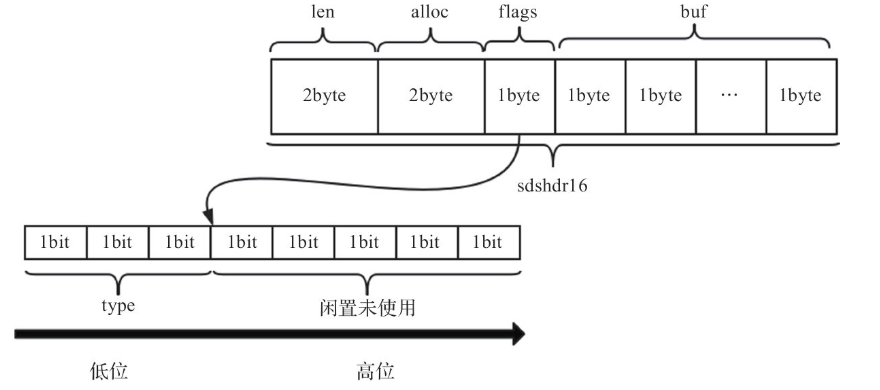 len alloc flags buf
2byte 2byte 1byte 1byte 1byte … 1byte
sdshdr16
1bit 1bit 1bit 1bit 1bit 1bit 1bit 1bit
type 闲置未使用
低位 高位